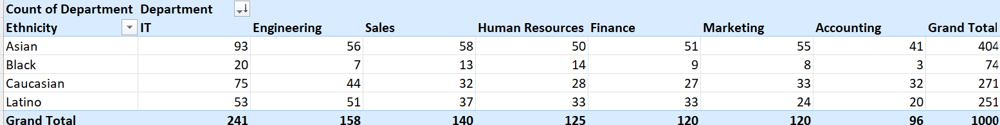 Count of Department Department
Ethnicity IT Engineering Sales Human Resources Finance Marketing Accounting Grand Total
Asian 93 56 58 50 51 55 41 404
Black 20 7 13 14 9 8 3 74
Caucasian 75 44 32 28 27 33 32 271
Latino 53 51 37 33 33 24 20 251
Grand Total 241 158 140 125 120 120 96 1000